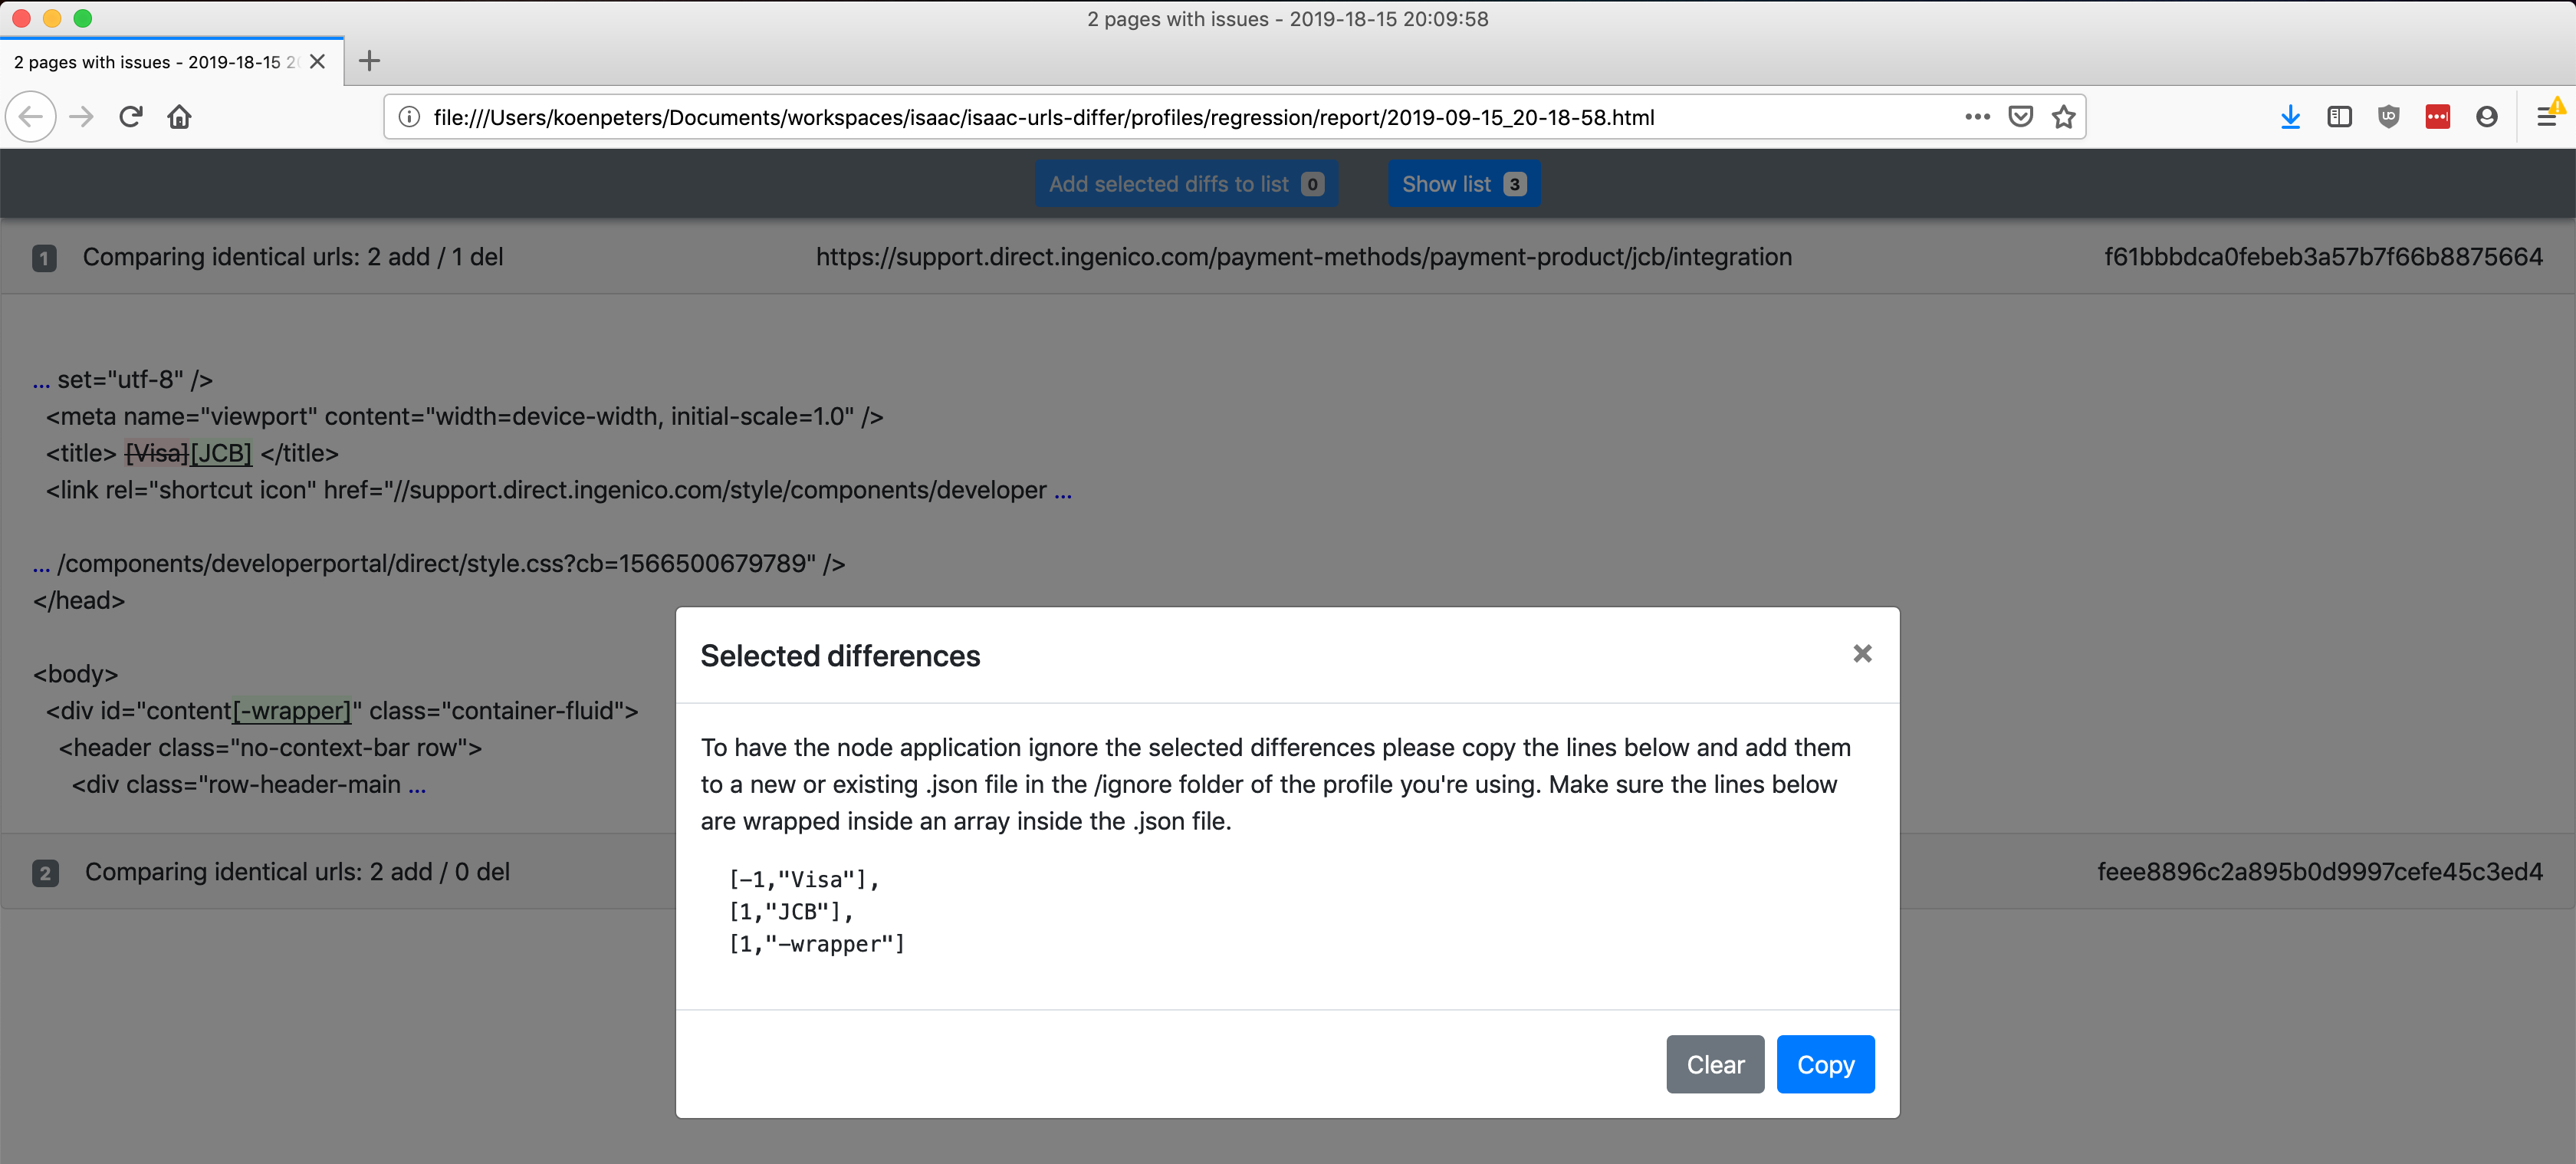 2 pages with issues - 2019-18-15 20:09:58
2 pages with issues - 2019-18-15
file:///Users/koenpeters/Documents/workspaces/isaac/isaac-urls-differ/profiles/regression/report/2019-09-15_20-18-58.html
Add selected diffs to list 0 Show list 3
1 Comparing identical urls: 2 add / 1 del https://support.direct.ingenico.com/payment-methods/payment-product/jcb/integration f61bbbdca0febeb3a57b7f66b8875664
... set="utf-8" />
<meta name="viewport" content="width=device-width, initial-scale=1.0" />
<title> [Visa][JCB] </title>
<link rel="shortcut icon" href="//support.direct.ingenico.com/style/components/developer ...
... /components/developerportal/direct/style.css?cb=1566500679789" />
</head>
<body>
<div id="content[-wrapper]" class="container-fluid">
<header class="no-context-bar row">
<div class="row-header-main ...
2 Comparing identical urls: 2 add / 0 del feee8896c2a895b0d9997cefe45c3ed4
Selected differences
To have the node application ignore the selected differences please copy the lines below and add them
to a new or existing .json file in the /ignore folder of the profile you're using. Make sure the lines below
are wrapped inside an array inside the .json file.
[-1,"Visa"],
[1,"JCB"],
[1,"-wrapper"]
Clear Copy